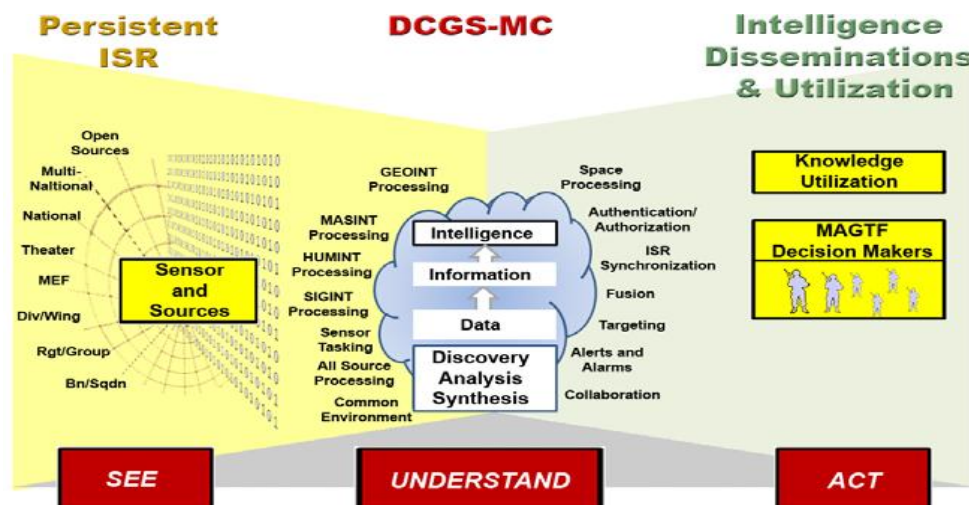 Persistent
ISR
DCGS-MC
Intelligence
Disseminations
& Utilization
Open
Sources
Multi-
Naltional
National
Theater
MEF
Div/Wing
Rgt/Group
Bn/Sqdn
Sensor
and
Sources
GEOINT
Processing
MASINT
Processing
HUMINT
Processing
SIGINT
Processing
Sensor
Tasking
All Source
Processing
Common
Environment
Intelligence
Information
Data
Discovery
Analysis
Synthesis
Space
Processing
Authentication/
Authorization
ISR
Synchronization
Fusion
Targeting
Alerts and
Alarms
Collaboration
Knowledge
Utilization
MAGTF
Decision Makers
SEE
UNDERSTAND
ACT